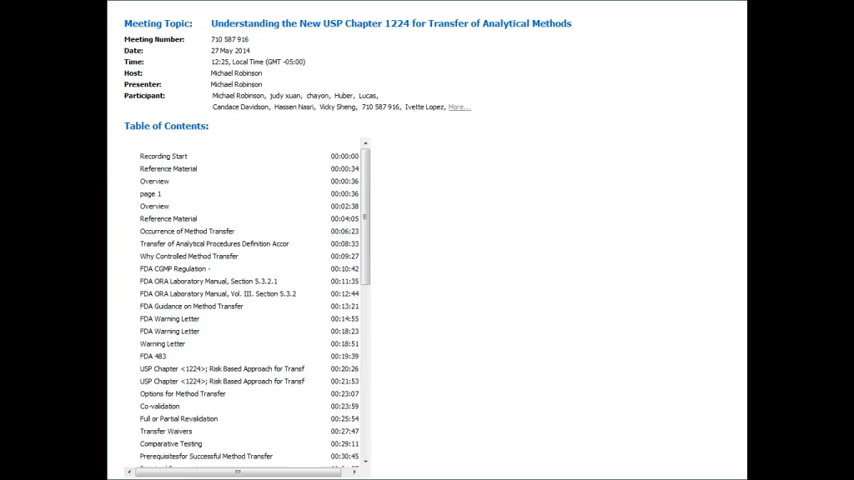 Meeting Topic: Understanding the New USP Chapter 1224 for Transfer of Analytical Methods
Meeting Number: 710 587 916
Date: 27 May 2014
Time: 12:25, Local Time (GMT -05:00)
Host: Michael Robinson
Presenter: Michael Robinson
Participant: Michael Robinson, judy xuan, chayon, Huber, Lucas,
Candace Davidson, Hassen Nasri, Vicky Sheng, 710 587 916, Ivette Lopez, More...
Table of Contents:
Recording Start 00:00:00
Reference Material 00:00:34
Overview 00:00:36
page 1 00:00:36
Overview 00:02:38
Reference Material 00:04:05
Occurrence of Method Transfer 00:06:23
Transfer of Analytical Procedures Definition Accor 00:08:33
Why Controlled Method Transfer 00:09:27
FDA CGMP Regulation - 00:10:42
FDA ORA Laboratory Manual, Section 5.3.2.1 00:11:35
FDA ORA Laboratory Manual, Vol. III. Section 5.3.2 00:12:44
FDA Guidance on Method Transfer 00:13:21
FDA Warning Letter 00:14:55
FDA Warning Letter 00:18:23
Warning Letter 00:18:51
FDA 483 00:19:39
USP Chapter <1224>; Risk Based Approach for Transf 00:20:26
USP Chapter <1224>; Risk Based Approach for Transf 00:21:53
Options for Method Transfer 00:23:07
Co-validation 00:23:59
Full or Partial Revalidation 00:25:54
Transfer Waivers 00:27:47
Comparative Testing 00:29:11
Prerequisitesfor Successful Method Transfer 00:30:45